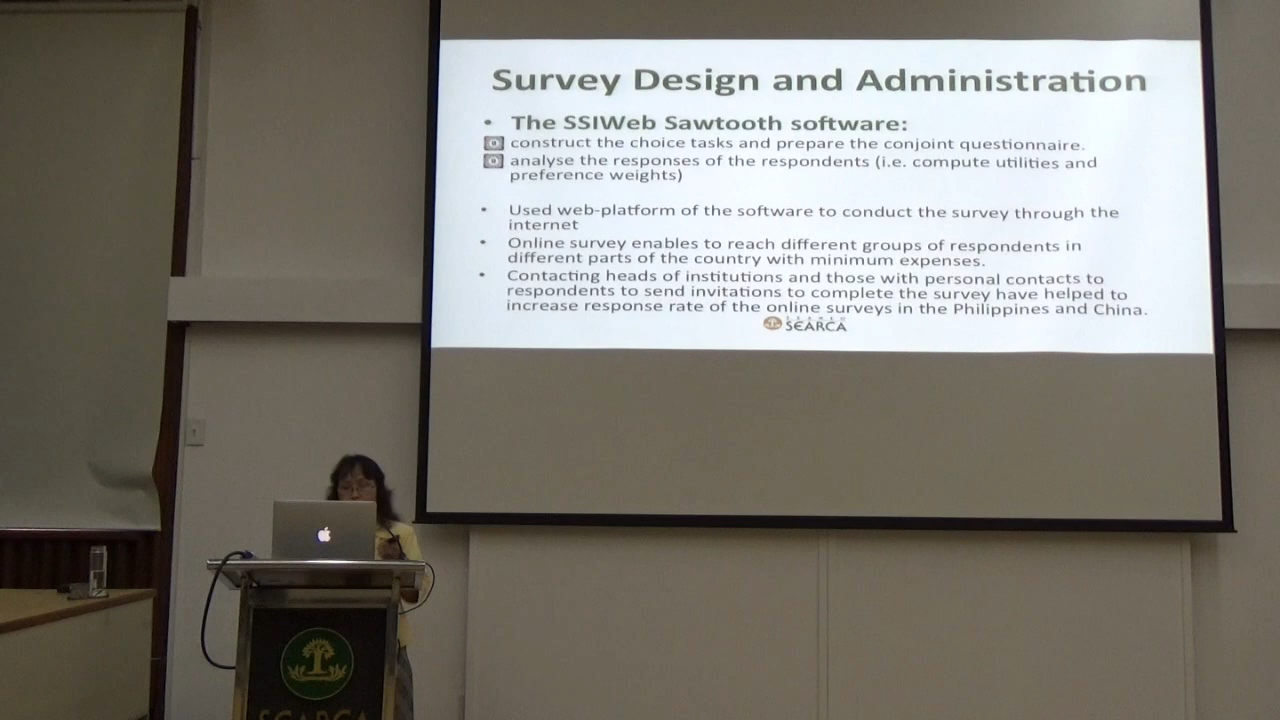 Survey Design and Administration
• The SSIWeb Sawtooth software:
construct the choice tasks and prepare the conjoint questionnaire.
analyse the responses of the respondents (i.e. compute utilities and
preference weights)
• Used web-platform of the software to conduct the survey through the
internet
• Online survey enables to reach different groups of respondents in
different parts of the country with minimum expenses.
• Contacting heads of institutions and those with personal contacts to
respondents to send invitations to complete the survey have helped to
increase response rate of the online surveys in the Philippines and China.
SEARCA
SEARCA